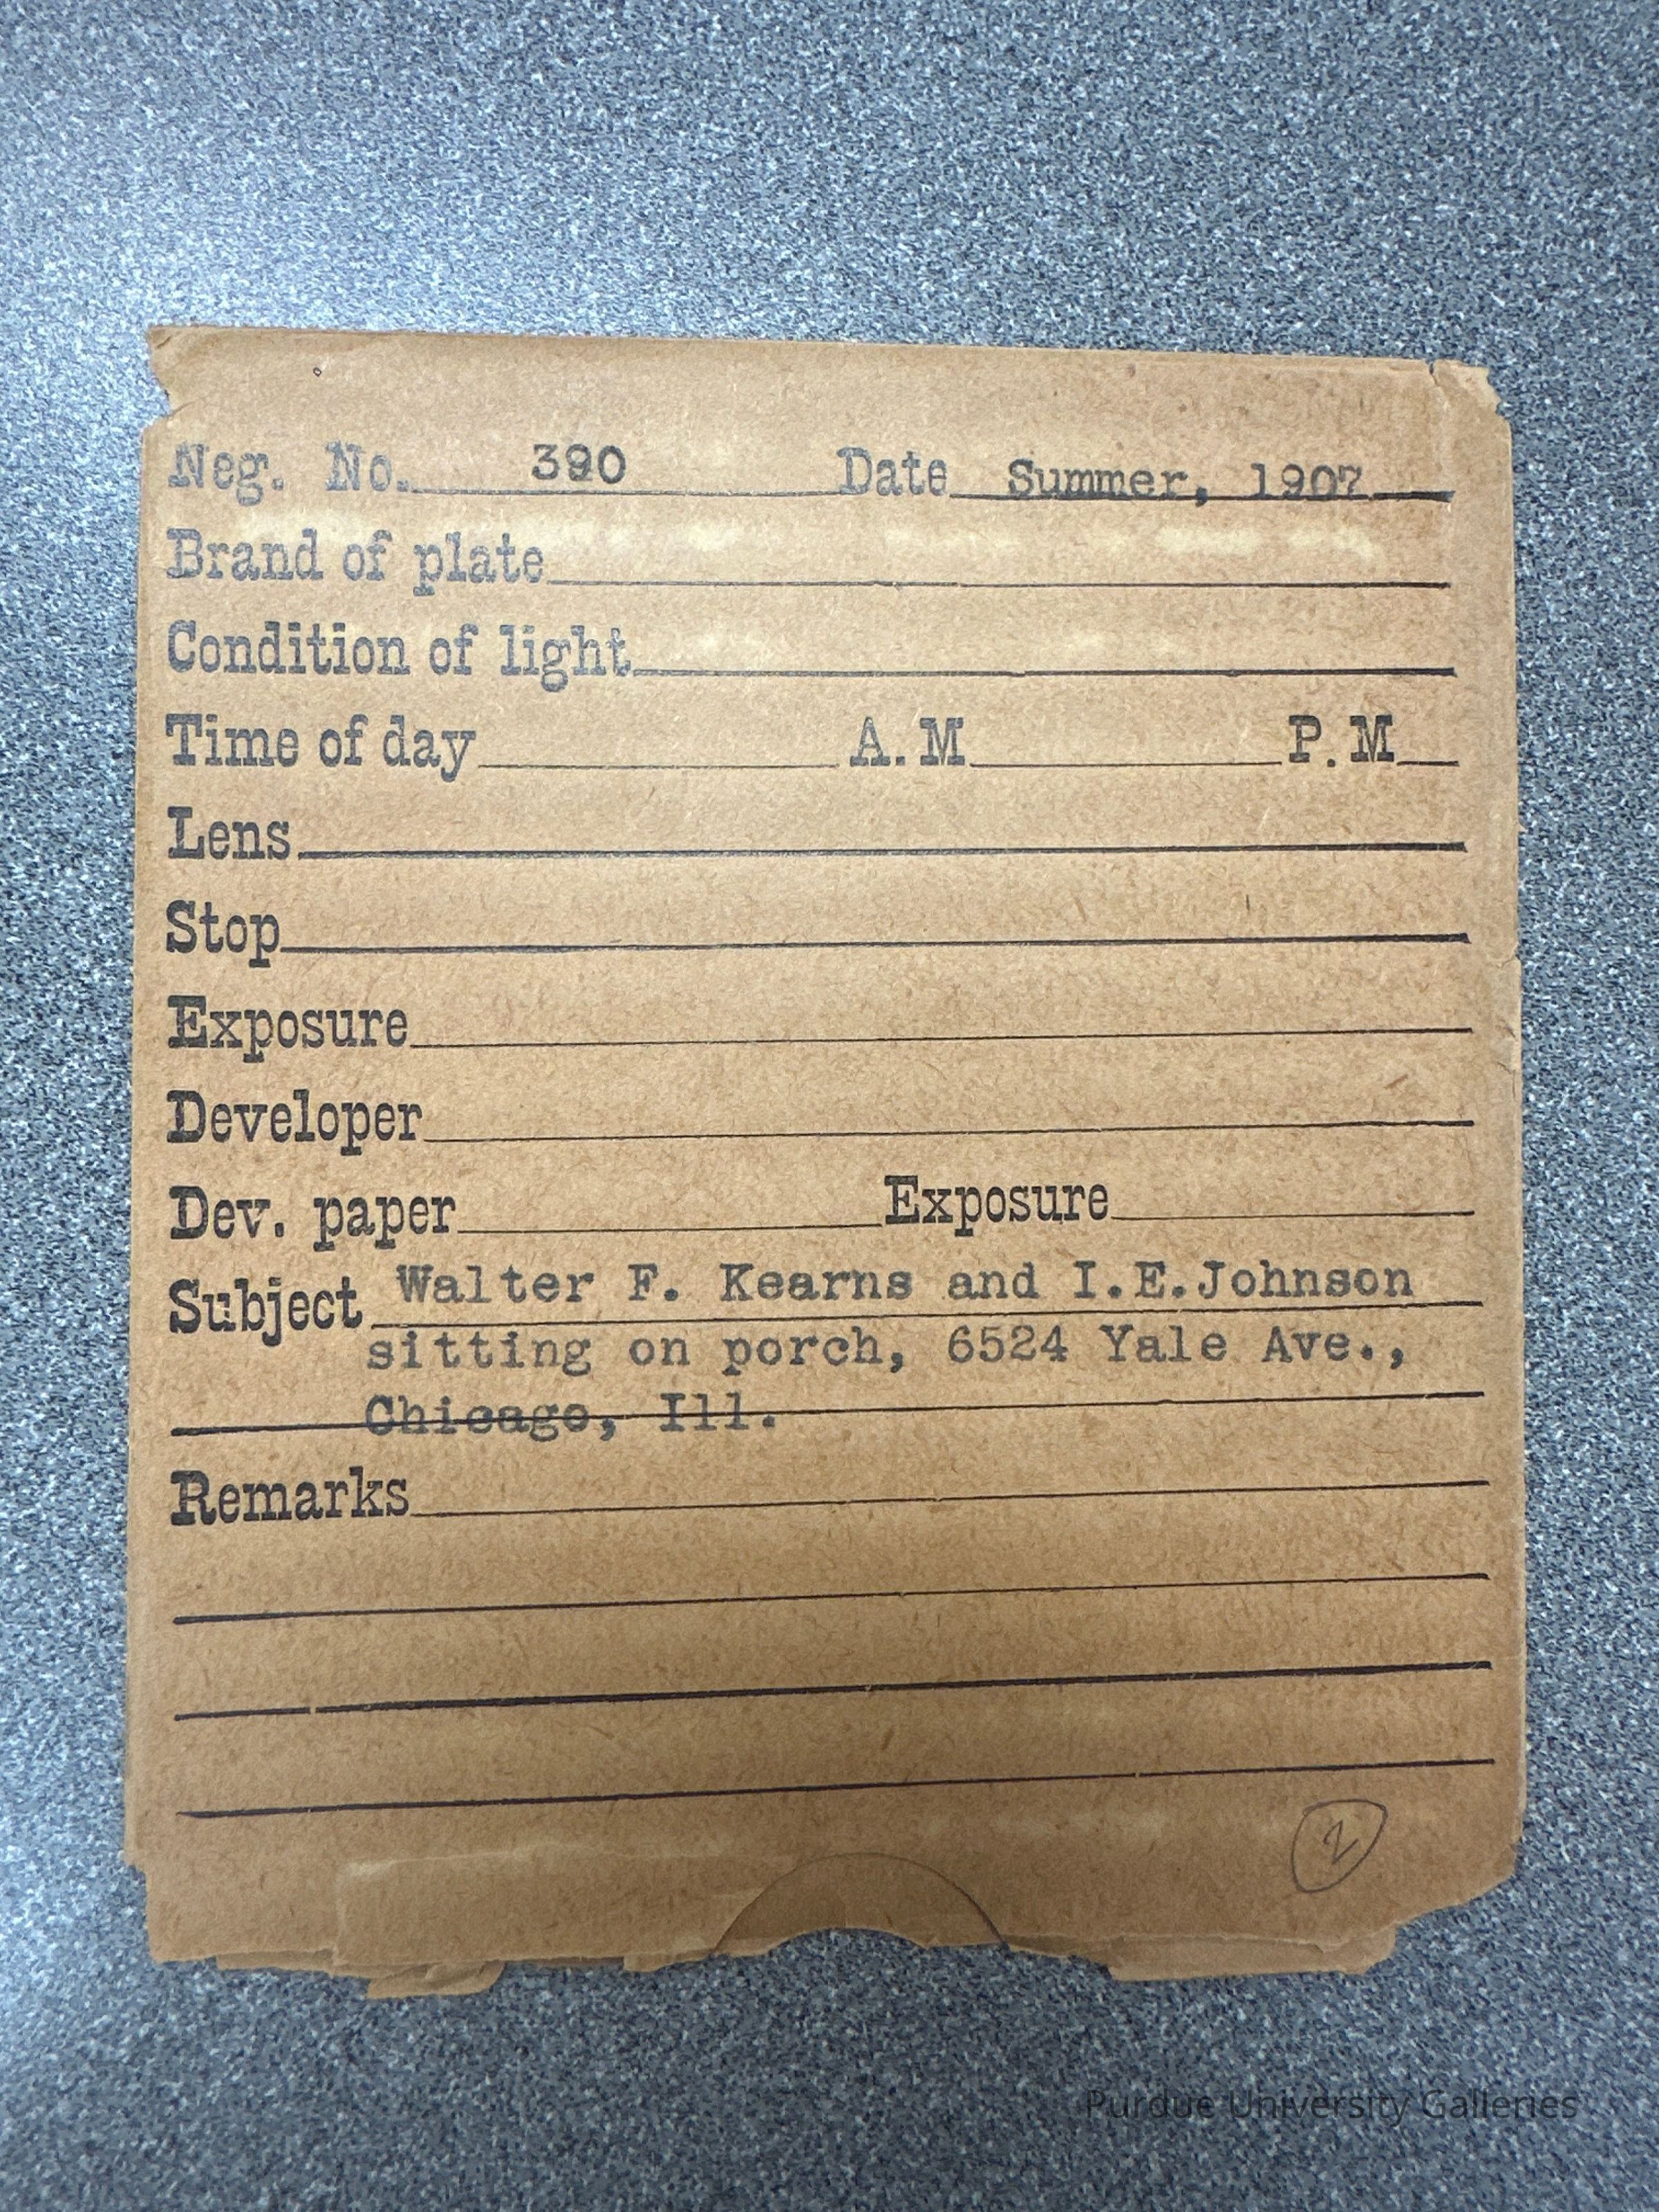 Neg. No. 390 Date Summer, 1907
Brand of plate
Condition of light
Time of day A.M P.M
Lens
Stop
Exposure
Developer
Dev. paper Exposure
Subject Walter F. Kearns and I.E.Johnson
sitting on porch, 6524 Yale Ave.,
Chicago, Ill.
Remarks
2
Purdue University Galleries